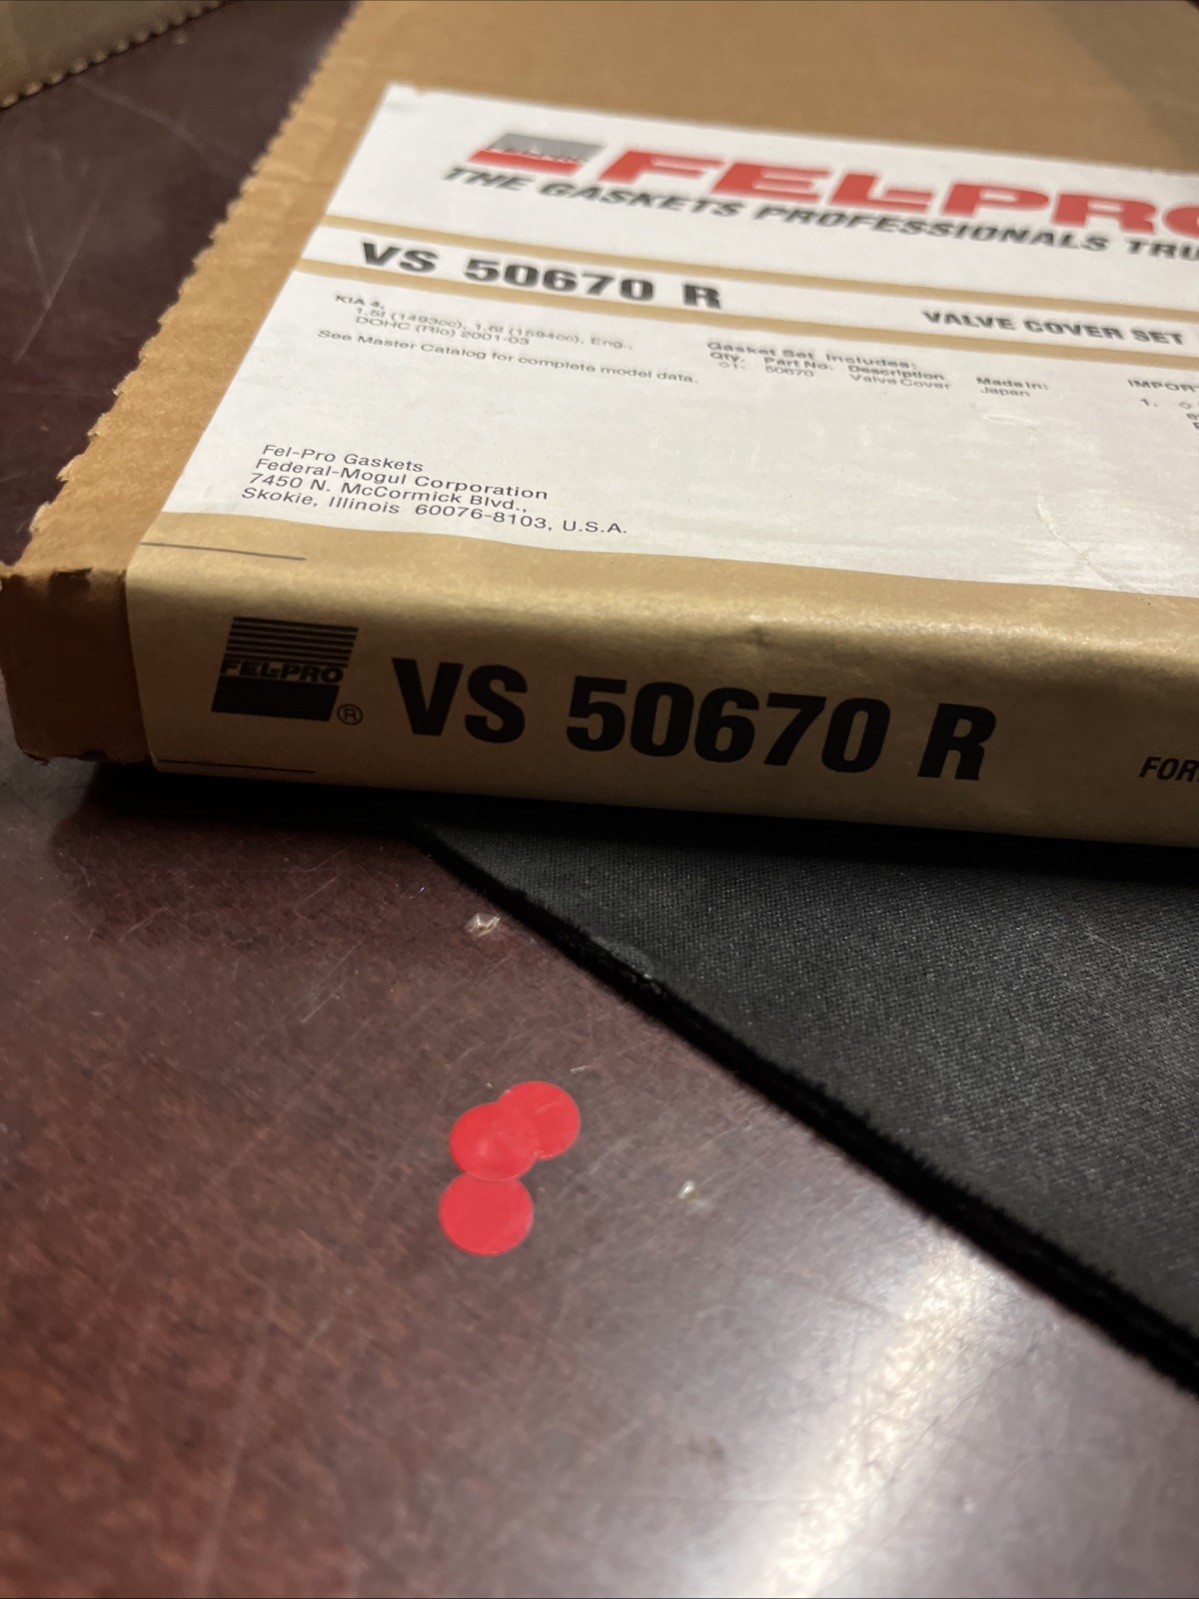 FEL-PRO
THE GASKETS PROFESSIONALS TRU
VS 50670 R
VALVE COVER SET
KIA 4,
1.5l (1493cc), 1.6l (1594cc), Eng.,
DOHC (Rio) 2001-03
See Master Catalog for complete model data.
Gasket Set Includes:
Qty. Part No. Description
◇1- 50670 Valve Cover
Made in:
Japan
IMPOR
1.
Fel-Pro Gaskets
Federal-Mogul Corporation
7450 N. McCormick Blvd.,
Skokie, Illinois 60076-8103, U.S.A.
FEL-PRO
®
VS 50670 R
FOR